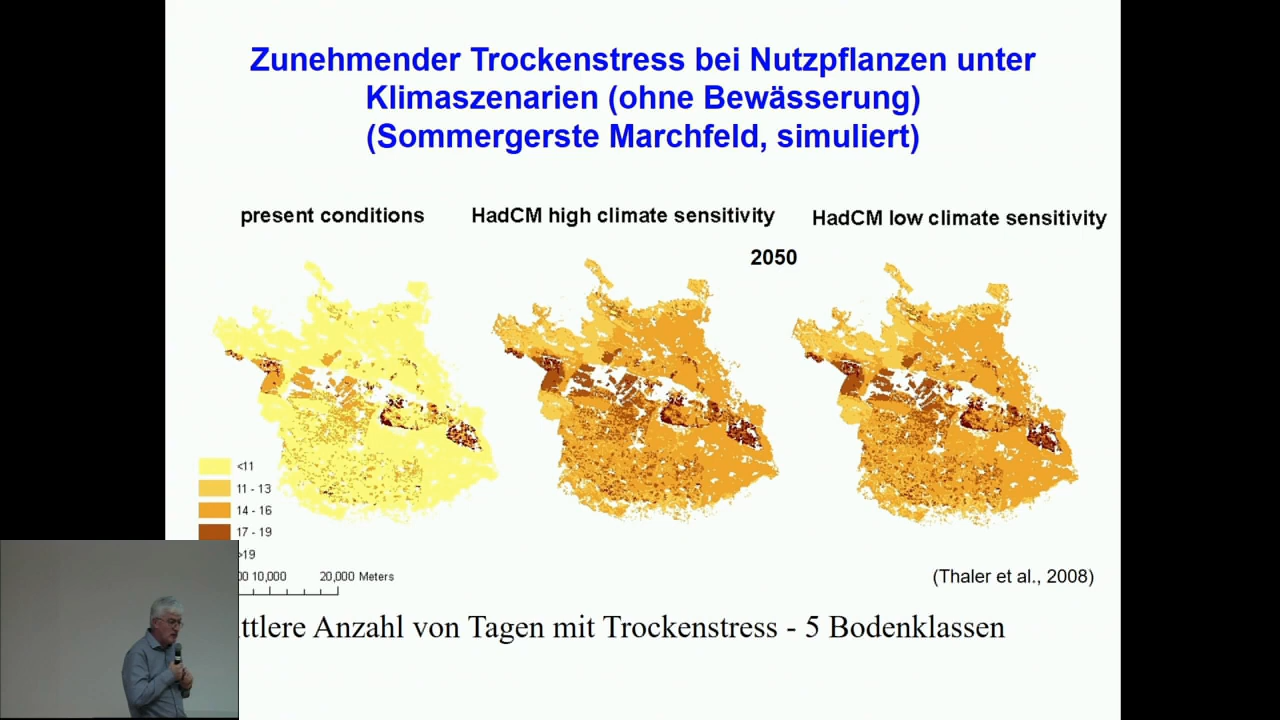 Zunehmender Trockenstress bei Nutzpflanzen unter
Klimaszenarien (ohne Bewässerung)
(Sommergerste Marchfeld, simuliert)
present conditions
HadCM high climate sensitivity
HadCM low climate sensitivity
2050
<11
11 - 13
14 - 16
17 - 19
>19
10,000
20,000 Meters
(Thaler et al., 2008)
Anzahl von Tagen mit Trockenstress - 5 Bodenklassen